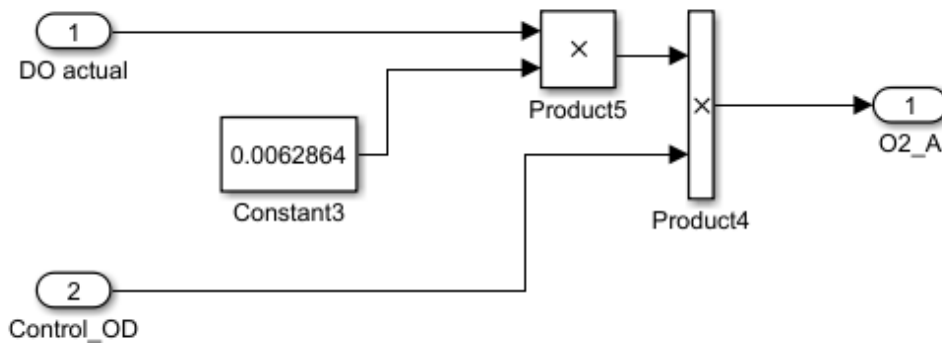 1
DO actual
×
Product5
0.0062864
Constant3
×
Product4
1
O2_A
2
Control_OD